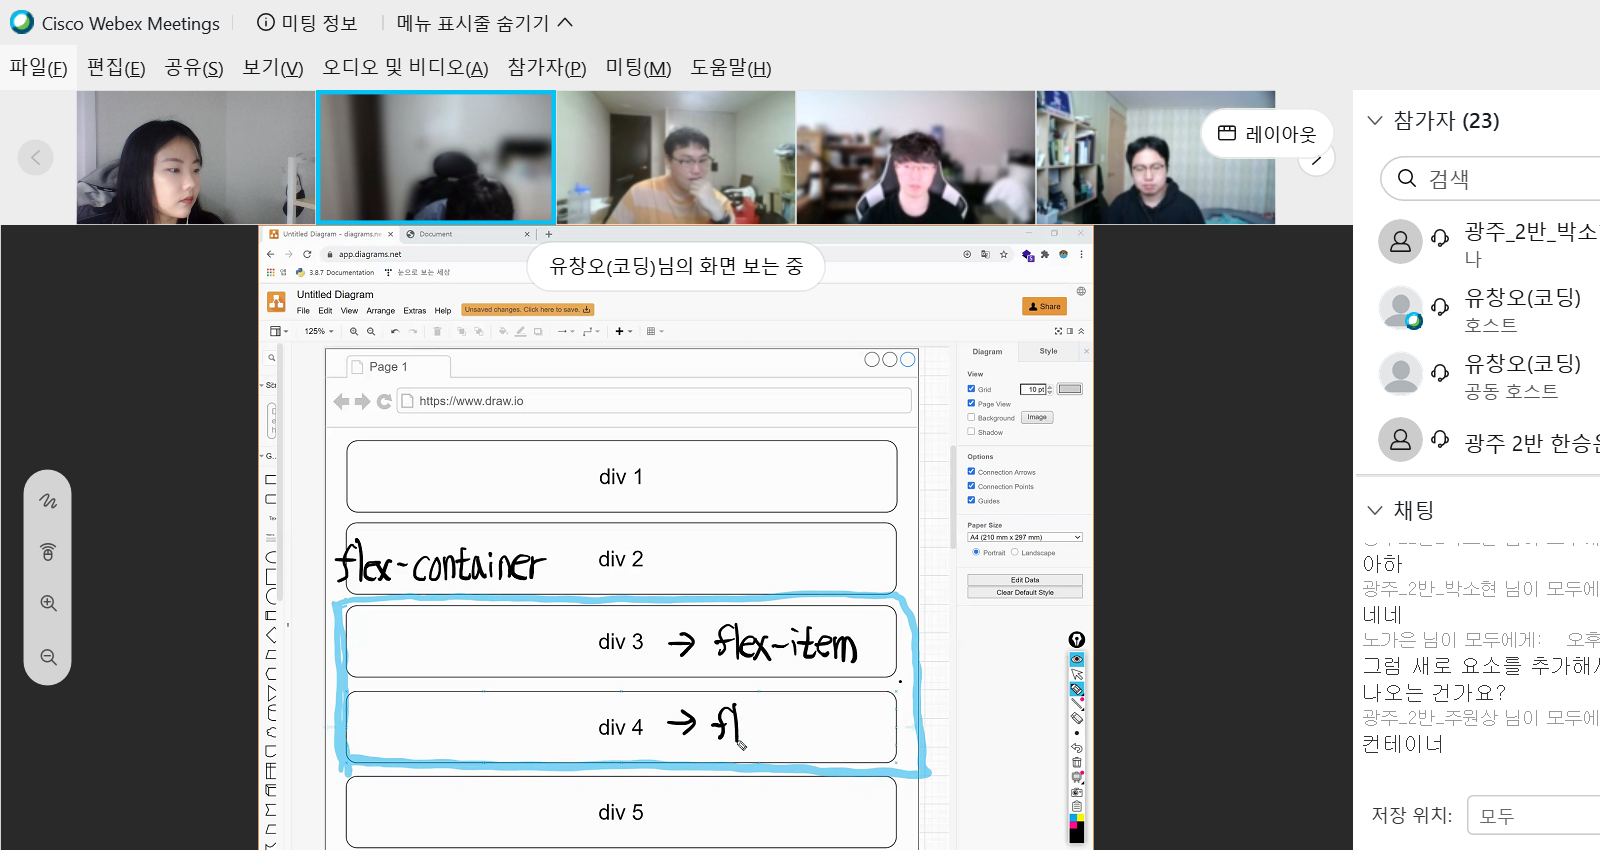 Cisco Webex Meetings
미팅 정보
메뉴 표시줄 숨기기
파일(F) 편집(E) 공유(S) 보기(V) 오디오 및 비디오(A) 참가자(P) 미팅(M) 도움말(H)
레이아웃
Untitled Diagram - diagrams.ne
Document
app.diagrams.net
앱
3.8.7 Documentation
눈으로 보는 세상
유창오(코딩)님의 화면 보는 중
Untitled Diagram
File Edit View Arrange Extras Help
Unsaved changes. Click here to save.
Share
125%
Page 1
https://www.draw.io
div 1
flex-container
div 2
div 3 → flex-item
div 4 → fl
div 5
Diagram
Style
View
Grid
10 pt
Page View
Background
Image
Shadow
Options
Connection Arrows
Connection Points
Guides
Paper Size
A4 (210 mm x 297 mm)
Portrait
Landscape
Edit Data
Clear Default Style
참가자 (23)
검색
광주_2반_박소
나
유창오(코딩)
호스트
유창오(코딩)
공동 호스트
광주 2반 한승
채팅
아하
광주_2반_박소현 님이 모두에
네네
노가은 님이 모두에게: 오후
그럼 새로 요소를 추가해
나오는 건가요?
광주_2반_주원상 님이 모두에
컨테이너
저장 위치:
모두